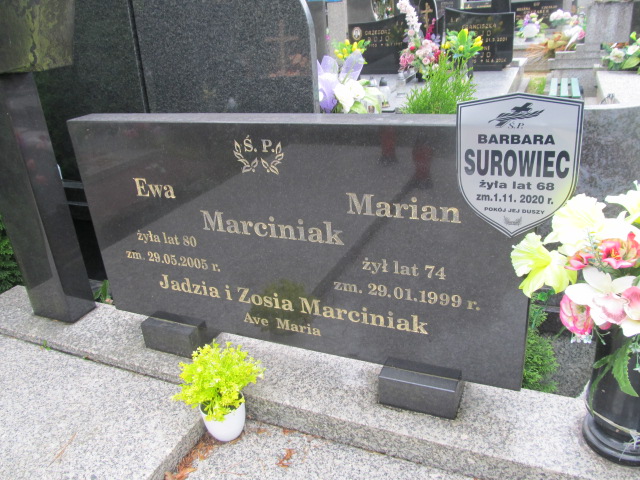 Ś. P.
Ewa
Marian
Marciniak
żyła lat 80
zm. 29.05.2005 r.
żył lat 74
zm. 29.01.1999 r.
Jadzia i Zosia Marciniak
Ave Maria
Ś.P.
BARBARA
SUROWIEC
żyła lat 68
zm.1.11. 2020 r.
POKÓJ JEJ DUSZY